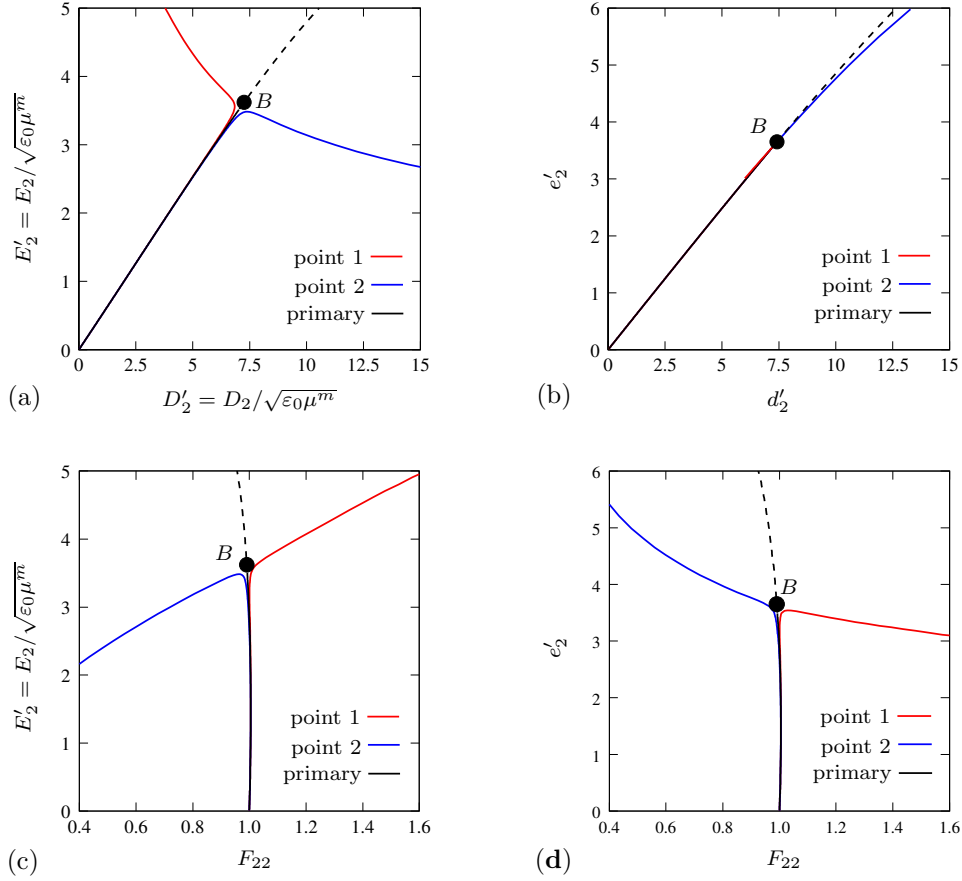 5
4
3
2
1
0
E′₂ = E₂/√ε₀μᵐ
B
point 1
point 2
primary
0 2.5 5 7.5 10 12.5 15
(a) D′₂ = D₂/√ε₀μᵐ
6
5
4
3
2
1
0
e′₂
B
point 1
point 2
primary
0 2.5 5 7.5 10 12.5 15
(b) d′₂
5
4
3
2
1
0
E′₂ = E₂/√ε₀μᵐ
B
point 1
point 2
primary
0.4 0.6 0.8 1.0 1.2 1.4 1.6
(c) F₂₂
6
5
4
3
2
1
0
e′₂
B
point 1
point 2
primary
0.4 0.6 0.8 1.0 1.2 1.4 1.6
(d) F₂₂